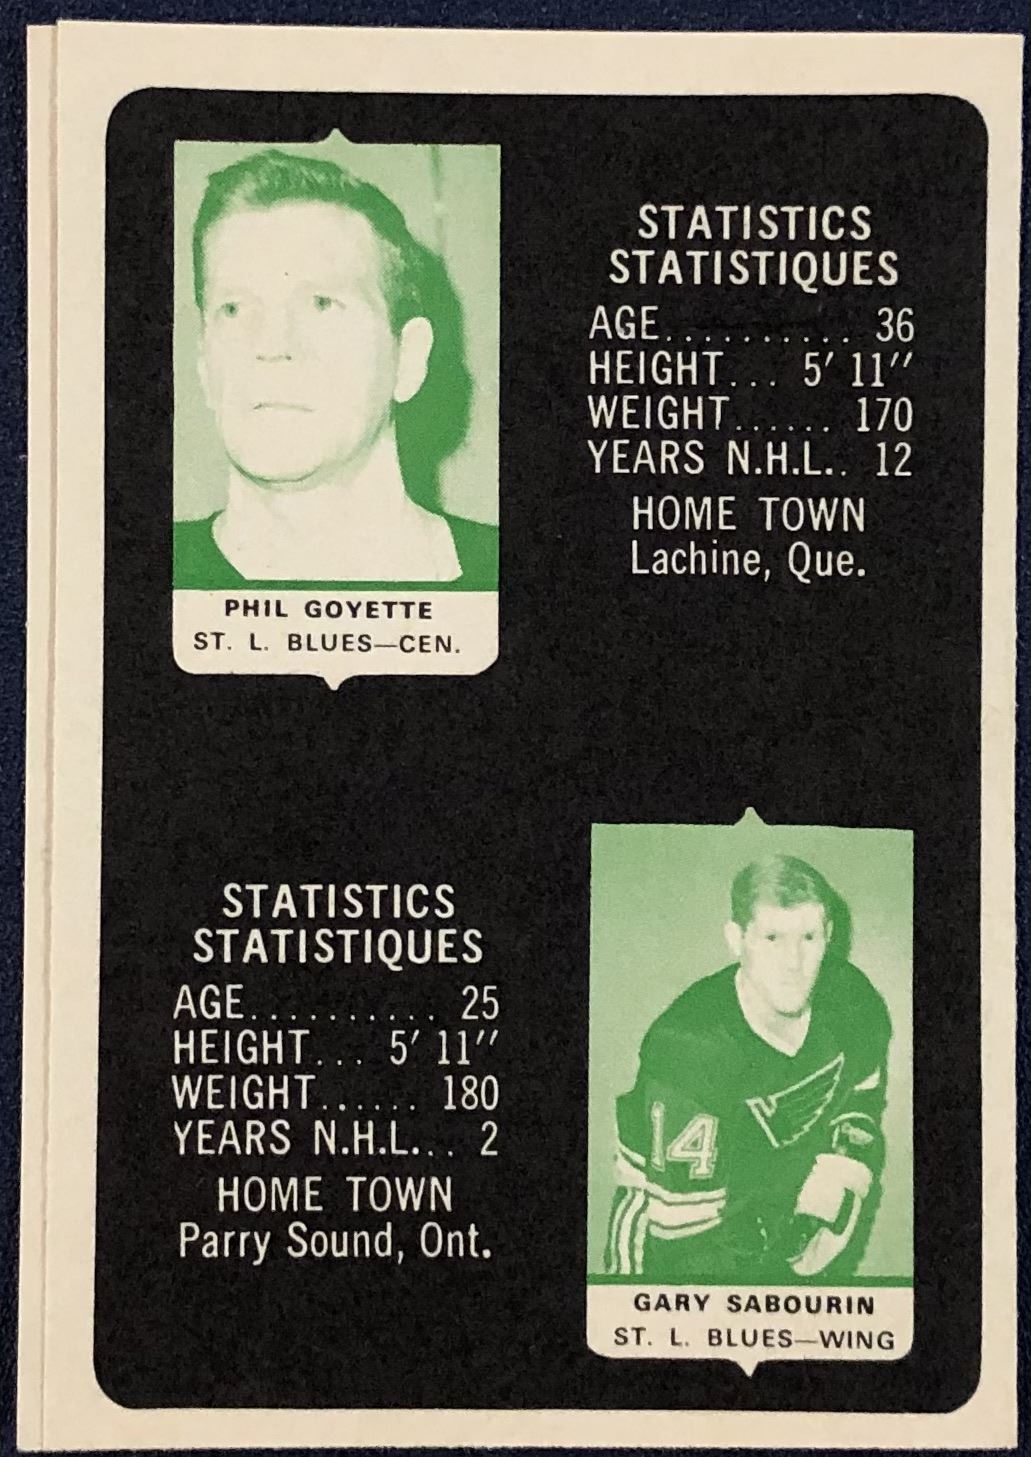 STATISTICS
STATISTIQUES
AGE.......... 36
HEIGHT... 5′ 11″
WEIGHT...... 170
YEARS N.H.L.. 12
HOME TOWN
Lachine, Que.
PHIL GOYETTE
ST. L. BLUES—CEN.
STATISTICS
STATISTIQUES
AGE.......... 25
HEIGHT... 5′ 11″
WEIGHT...... 180
YEARS N.H.L... 2
HOME TOWN
Parry Sound, Ont.
14
GARY SABOURIN
ST. L. BLUES—WING